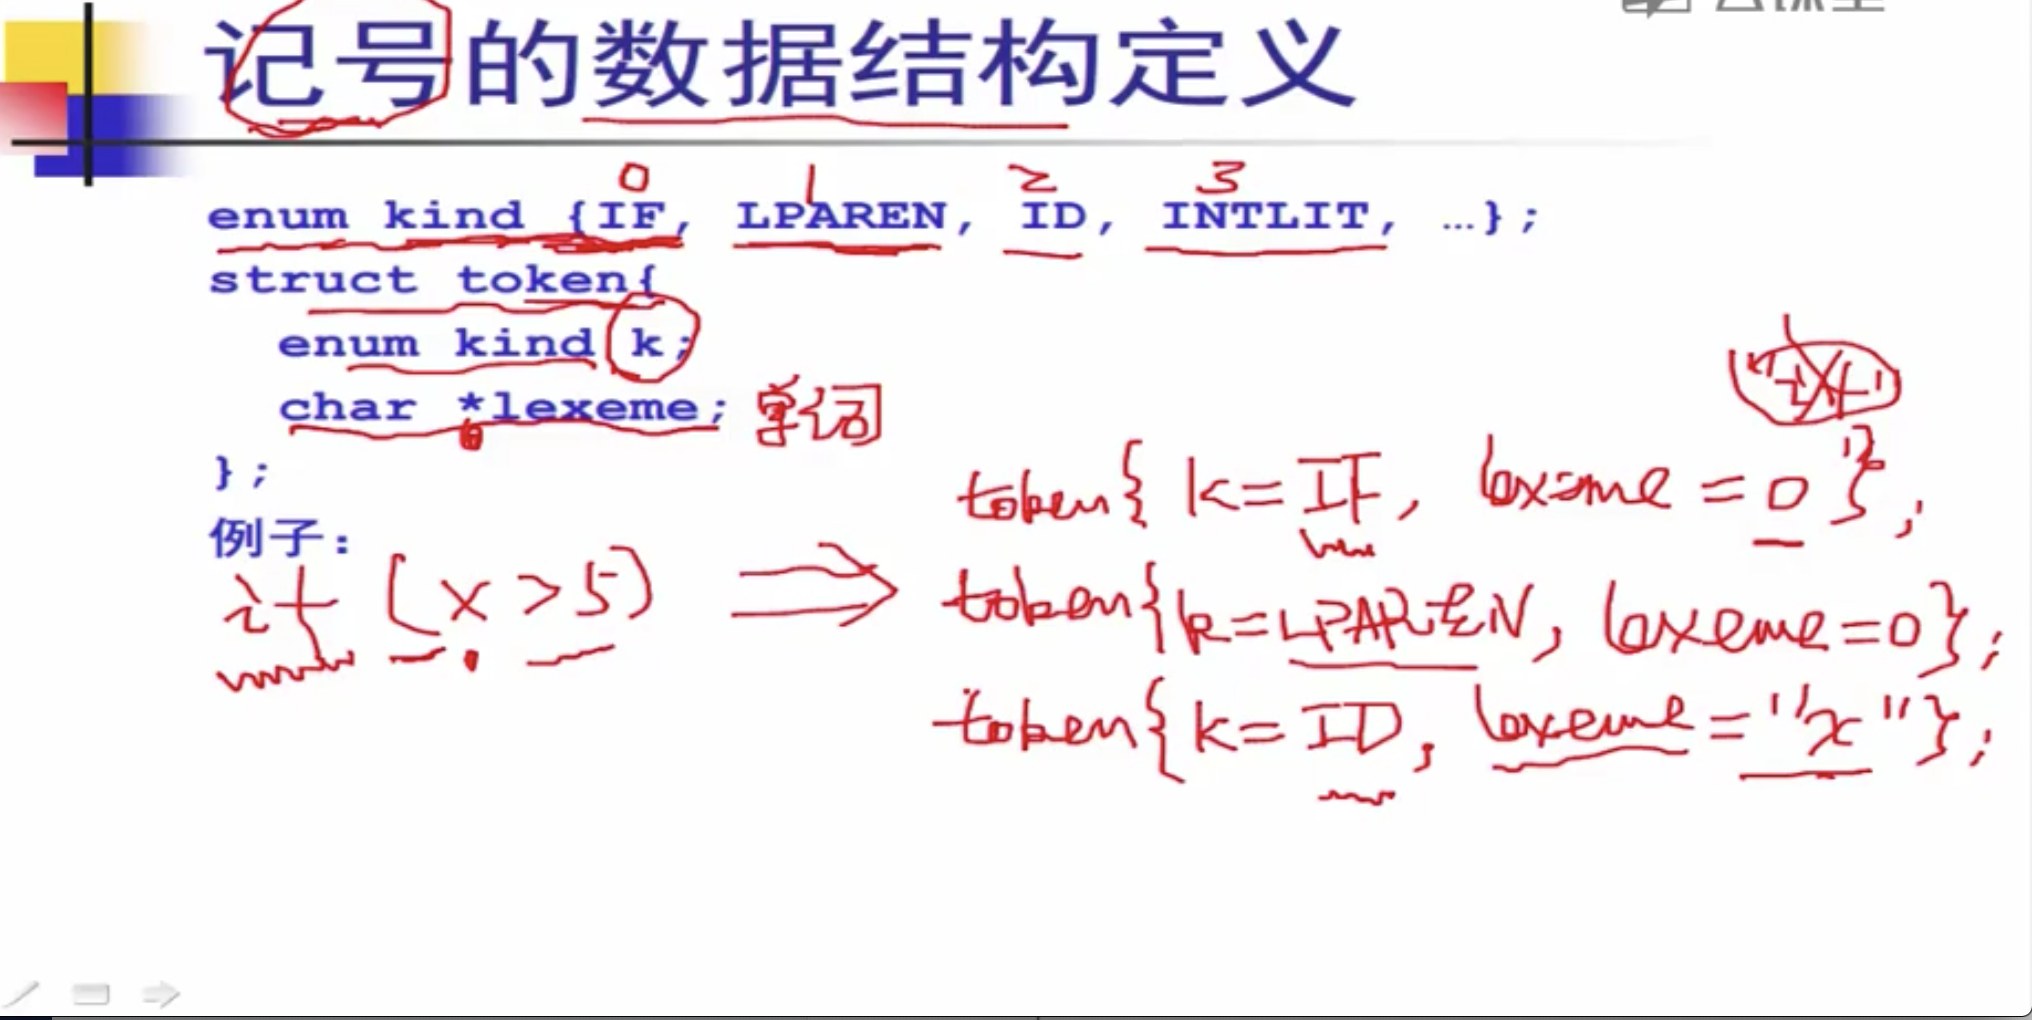 记号的数据结构定义
0 1 2 3
enum kind {IF, LPAREN, ID, INTLIT, …};
struct token{
enum kind k;
char *lexeme; 单词
"if"
};
token{ k=IF, lexeme=0 };
例子:
if (x>5) ⇒
token{k=LPAREN, lexeme=0};
token{k=ID, lexeme="x"};